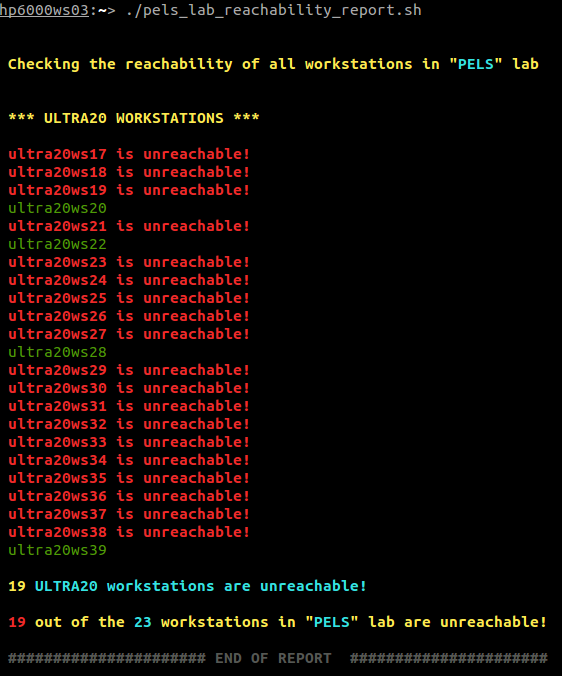 hp6000ws03:~> ./pels_lab_reachability_report.sh
Checking the reachability of all workstations in "PELS" lab
*** ULTRA20 WORKSTATIONS ***
ultra20ws17 is unreachable!
ultra20ws18 is unreachable!
ultra20ws19 is unreachable!
ultra20ws20
ultra20ws21 is unreachable!
ultra20ws22
ultra20ws23 is unreachable!
ultra20ws24 is unreachable!
ultra20ws25 is unreachable!
ultra20ws26 is unreachable!
ultra20ws27 is unreachable!
ultra20ws28
ultra20ws29 is unreachable!
ultra20ws30 is unreachable!
ultra20ws31 is unreachable!
ultra20ws32 is unreachable!
ultra20ws33 is unreachable!
ultra20ws34 is unreachable!
ultra20ws35 is unreachable!
ultra20ws36 is unreachable!
ultra20ws37 is unreachable!
ultra20ws38 is unreachable!
ultra20ws39
19 ULTRA20 workstations are unreachable!
19 out of the 23 workstations in "PELS" lab are unreachable!
###################### END OF REPORT  ######################